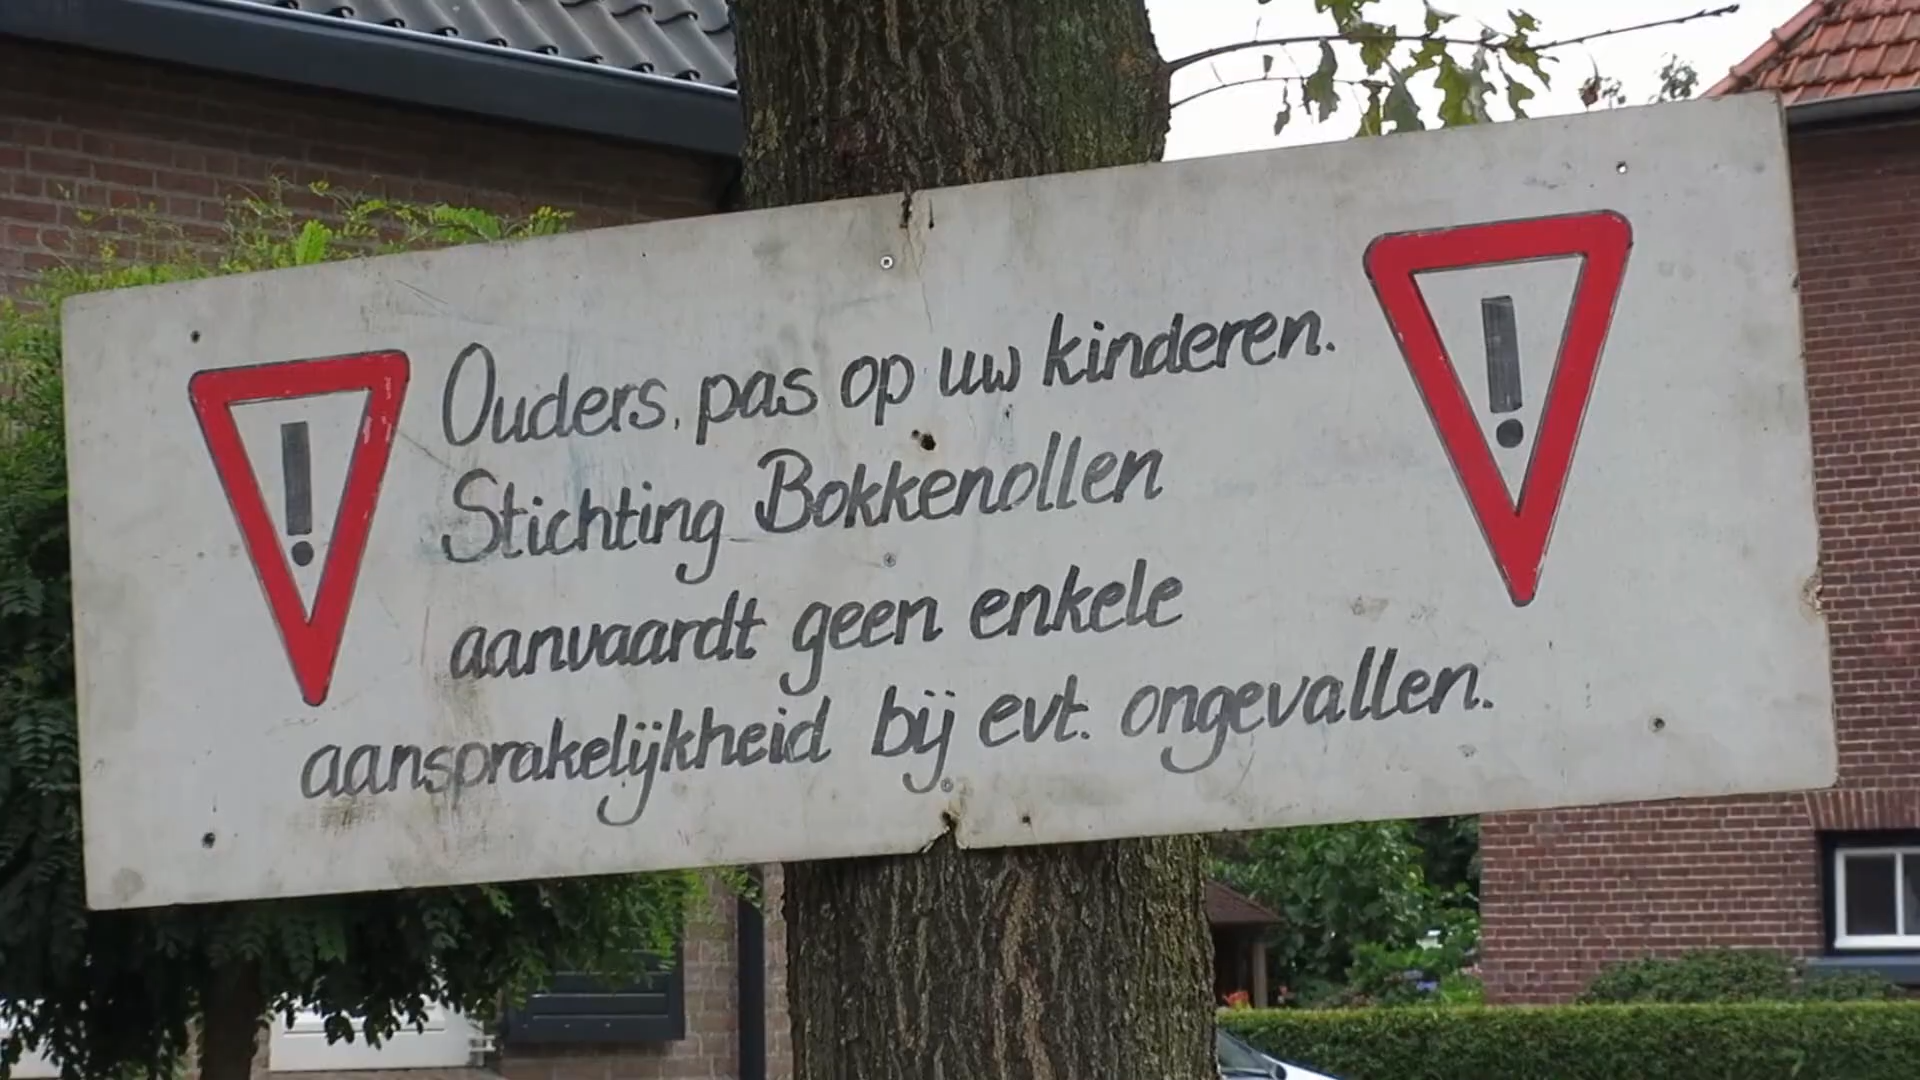 Ouders, pas op uw kinderen.
Stichting Bokkenollen
aanvaardt geen enkele
aansprakelijkheid bij evt. ongevallen.